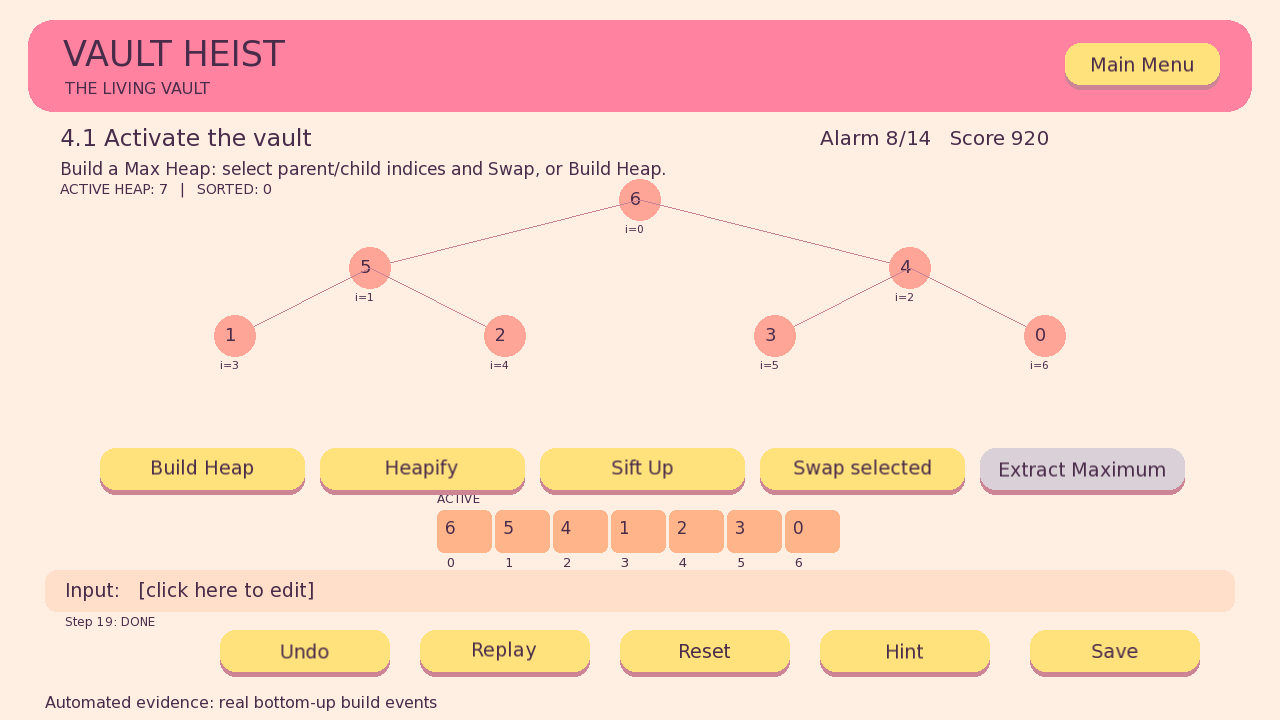 VAULT HEIST
THE LIVING VAULT
Main Menu
4.1 Activate the vault
Alarm 8/14 Score 920
Build a Max Heap: select parent/child indices and Swap, or Build Heap.
ACTIVE HEAP: 7 | SORTED: 0
6
i=0
5 4
i=1 i=2
1 2 3 0
i=3 i=4 i=5 i=6
Build Heap Heapify Sift Up Swap selected Extract Maximum
ACTIVE
6 5 4 1 2 3 0
0 1 2 3 4 5 6
Input: [click here to edit]
Step 19: DONE
Undo Replay Reset Hint Save
Automated evidence: real bottom-up build events